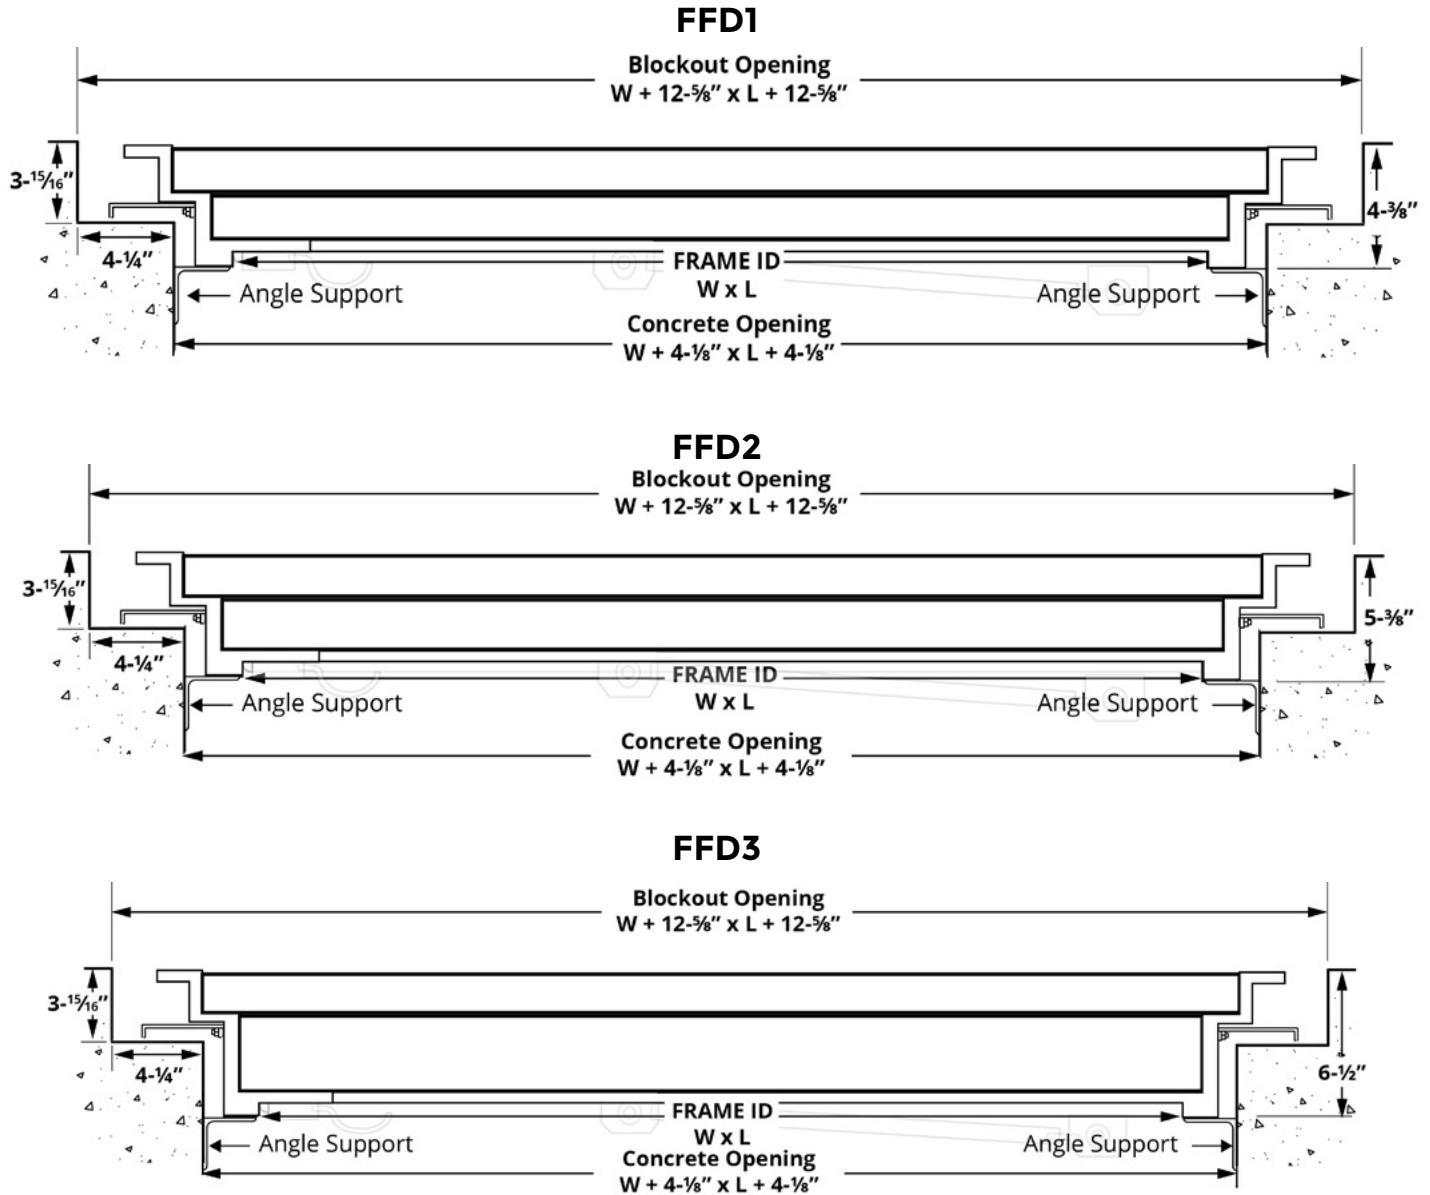 FFD1
Blockout Opening
W + 12-⅝” x L + 12-⅝”
3-¹⁵⁄₁₆”
4-⅜”
4-¼”
FRAME ID
W x L
Angle Support
Angle Support
Concrete Opening
W + 4-⅛” x L + 4-⅛”
FFD2
Blockout Opening
W + 12-⅝” x L + 12-⅝”
3-¹⁵⁄₁₆”
5-⅜”
4-¼”
FRAME ID
W x L
Angle Support
Angle Support
Concrete Opening
W + 4-⅛” x L + 4-⅛”
FFD3
Blockout Opening
W + 12-⅝” x L + 12-⅝”
3-¹⁵⁄₁₆”
6-½”
4-¼”
FRAME ID
W x L
Angle Support
Angle Support
Concrete Opening
W + 4-⅛” x L + 4-⅛”